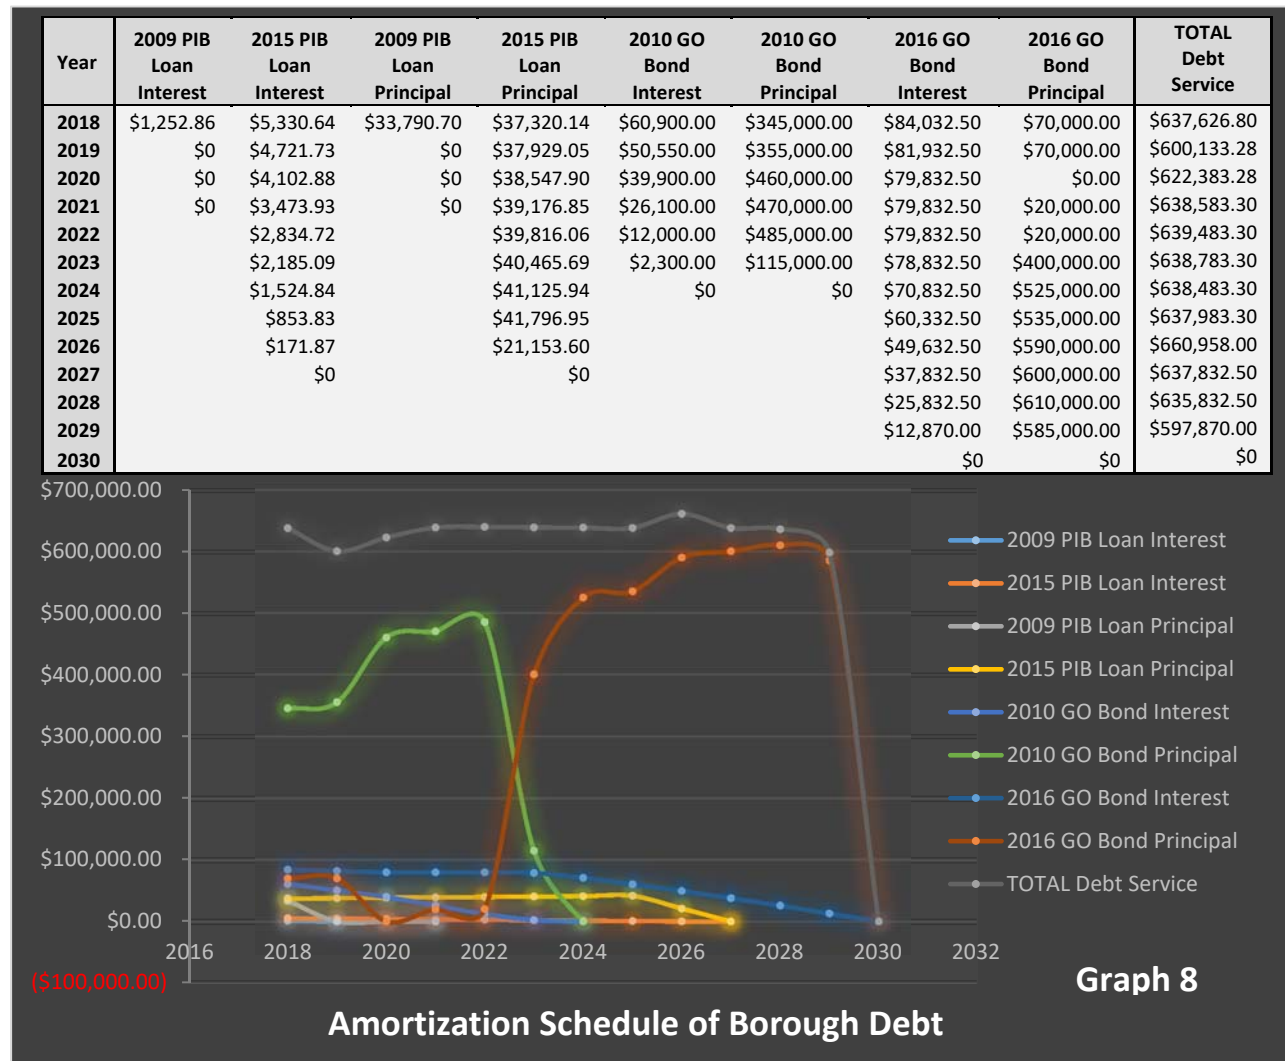 Year 2009 PIB Loan Interest 2015 PIB Loan Interest 2009 PIB Loan Principal 2015 PIB Loan Principal 2010 GO Bond Interest 2010 GO Bond Principal 2016 GO Bond Interest 2016 GO Bond Principal TOTAL Debt Service
2018 $1,252.86 $5,330.64 $33,790.70 $37,320.14 $60,900.00 $345,000.00 $84,032.50 $70,000.00 $637,626.80
2019 $0 $4,721.73 $0 $37,929.05 $50,550.00 $355,000.00 $81,932.50 $70,000.00 $600,133.28
2020 $0 $4,102.88 $0 $38,547.90 $39,900.00 $460,000.00 $79,832.50 $0.00 $622,383.28
2021 $0 $3,473.93 $0 $39,176.85 $26,100.00 $470,000.00 $79,832.50 $20,000.00 $638,583.30
2022 $2,834.72 $39,816.06 $12,000.00 $485,000.00 $79,832.50 $20,000.00 $639,483.30
2023 $2,185.09 $40,465.69 $2,300.00 $115,000.00 $78,832.50 $400,000.00 $638,783.30
2024 $1,524.84 $41,125.94 $0 $0 $70,832.50 $525,000.00 $638,483.30
2025 $853.83 $41,796.95 $60,332.50 $535,000.00 $637,983.30
2026 $171.87 $21,153.60 $49,632.50 $590,000.00 $660,958.00
2027 $0 $0 $37,832.50 $600,000.00 $637,832.50
2028 $25,832.50 $610,000.00 $635,832.50
2029 $12,870.00 $585,000.00 $597,870.00
2030 $0 $0 $0
$700,000.00
$600,000.00
$500,000.00
$400,000.00
$300,000.00
$200,000.00
$100,000.00
$0.00
($100,000.00)
2016 2018 2020 2022 2024 2026 2028 2030 2032
2009 PIB Loan Interest
2015 PIB Loan Interest
2009 PIB Loan Principal
2015 PIB Loan Principal
2010 GO Bond Interest
2010 GO Bond Principal
2016 GO Bond Interest
2016 GO Bond Principal
TOTAL Debt Service
Graph 8
Amortization Schedule of Borough Debt